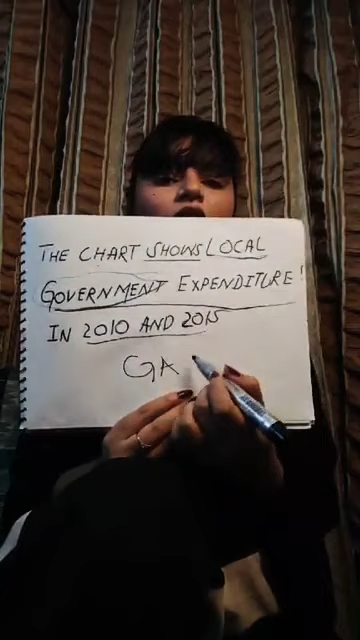 THE CHART SHOWS LOCAL
GOVERNMENT EXPENDITURE!
IN 2010 AND 2015
GA